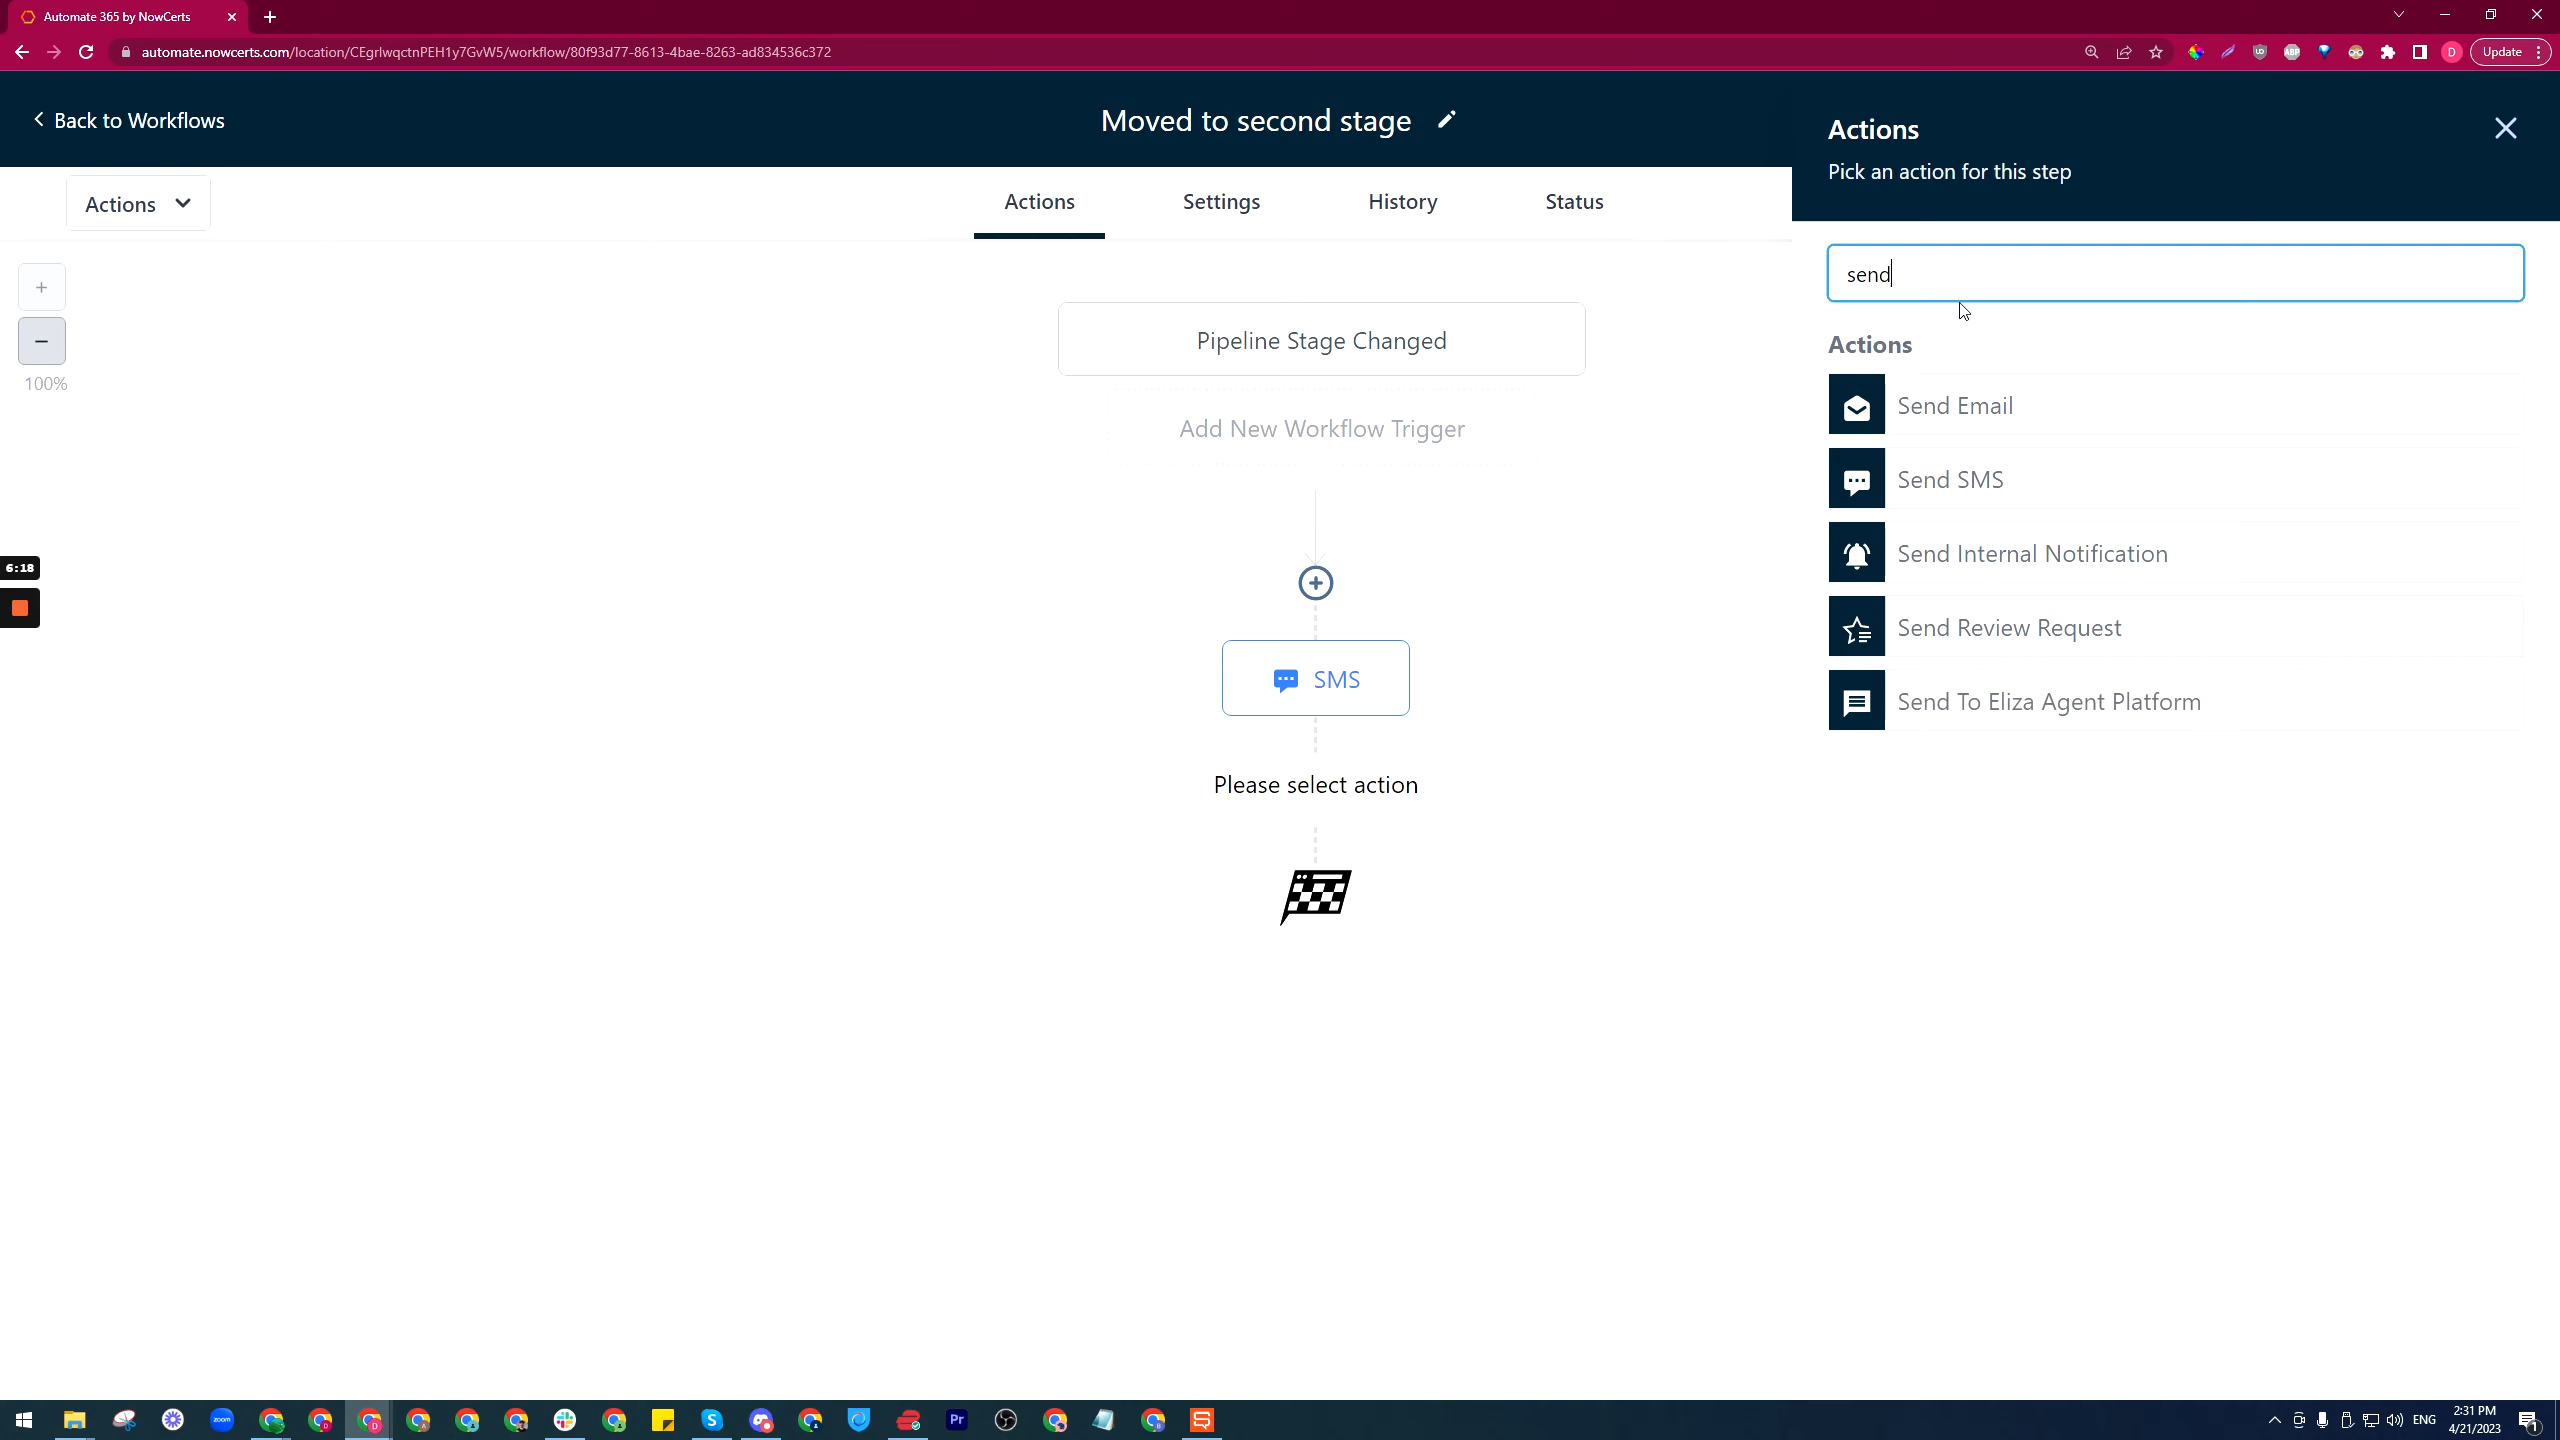 Automate 365 by NowCerts
automate.nowcerts.com/location/CEgrlwqctnPEH1y7GvW5/workflow/80f93d77-8613-4bae-8263-ad834536c372
Update
Back to Workflows
Moved to second stage
Actions
Pick an action for this step
Actions
Actions
Settings
History
Status
send
100%
Pipeline Stage Changed
Add New Workflow Trigger
Actions
Send Email
Send SMS
Send Internal Notification
Send Review Request
Send To Eliza Agent Platform
6:18
SMS
Please select action
zoom
Pr
ENG
2:31 PM
4/21/2023
1